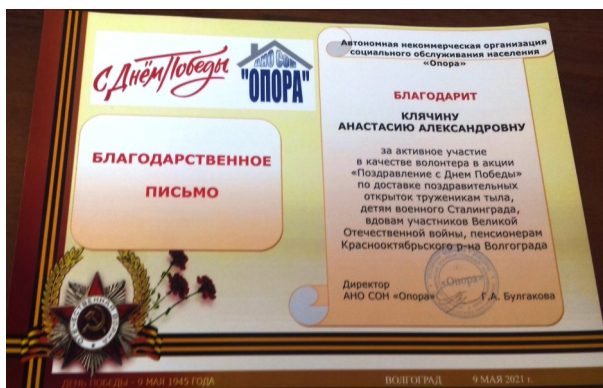 С Днём Победы
АНО СОН
"ОПОРА"
БЛАГОДАРСТВЕННОЕ
ПИСЬМО
Автономная некоммерческая организация
социального обслуживания населения
«Опора»
БЛАГОДАРИТ
КЛЯЧИНУ
АНАСТАСИЮ АЛЕКСАНДРОВНУ
за активное участие
в качестве волонтера в акции
«Поздравление с Днем Победы»
по доставке поздравительных
открыток труженикам тыла,
детям военного Сталинграда,
вдовам участников Великой
Отечественной войны, пенсионерам
Краснооктябрьского р-на Волгограда
Директор
АНО СОН «Опора» Г.А. Булгакова
«Опора»
ОТЕЧЕСТВЕННАЯ ВОЙНА
ДЕНЬ ПОБЕДЫ - 9 МАЯ 1945 ГОДА
ВОЛГОГРАД 9 МАЯ 2021 г.